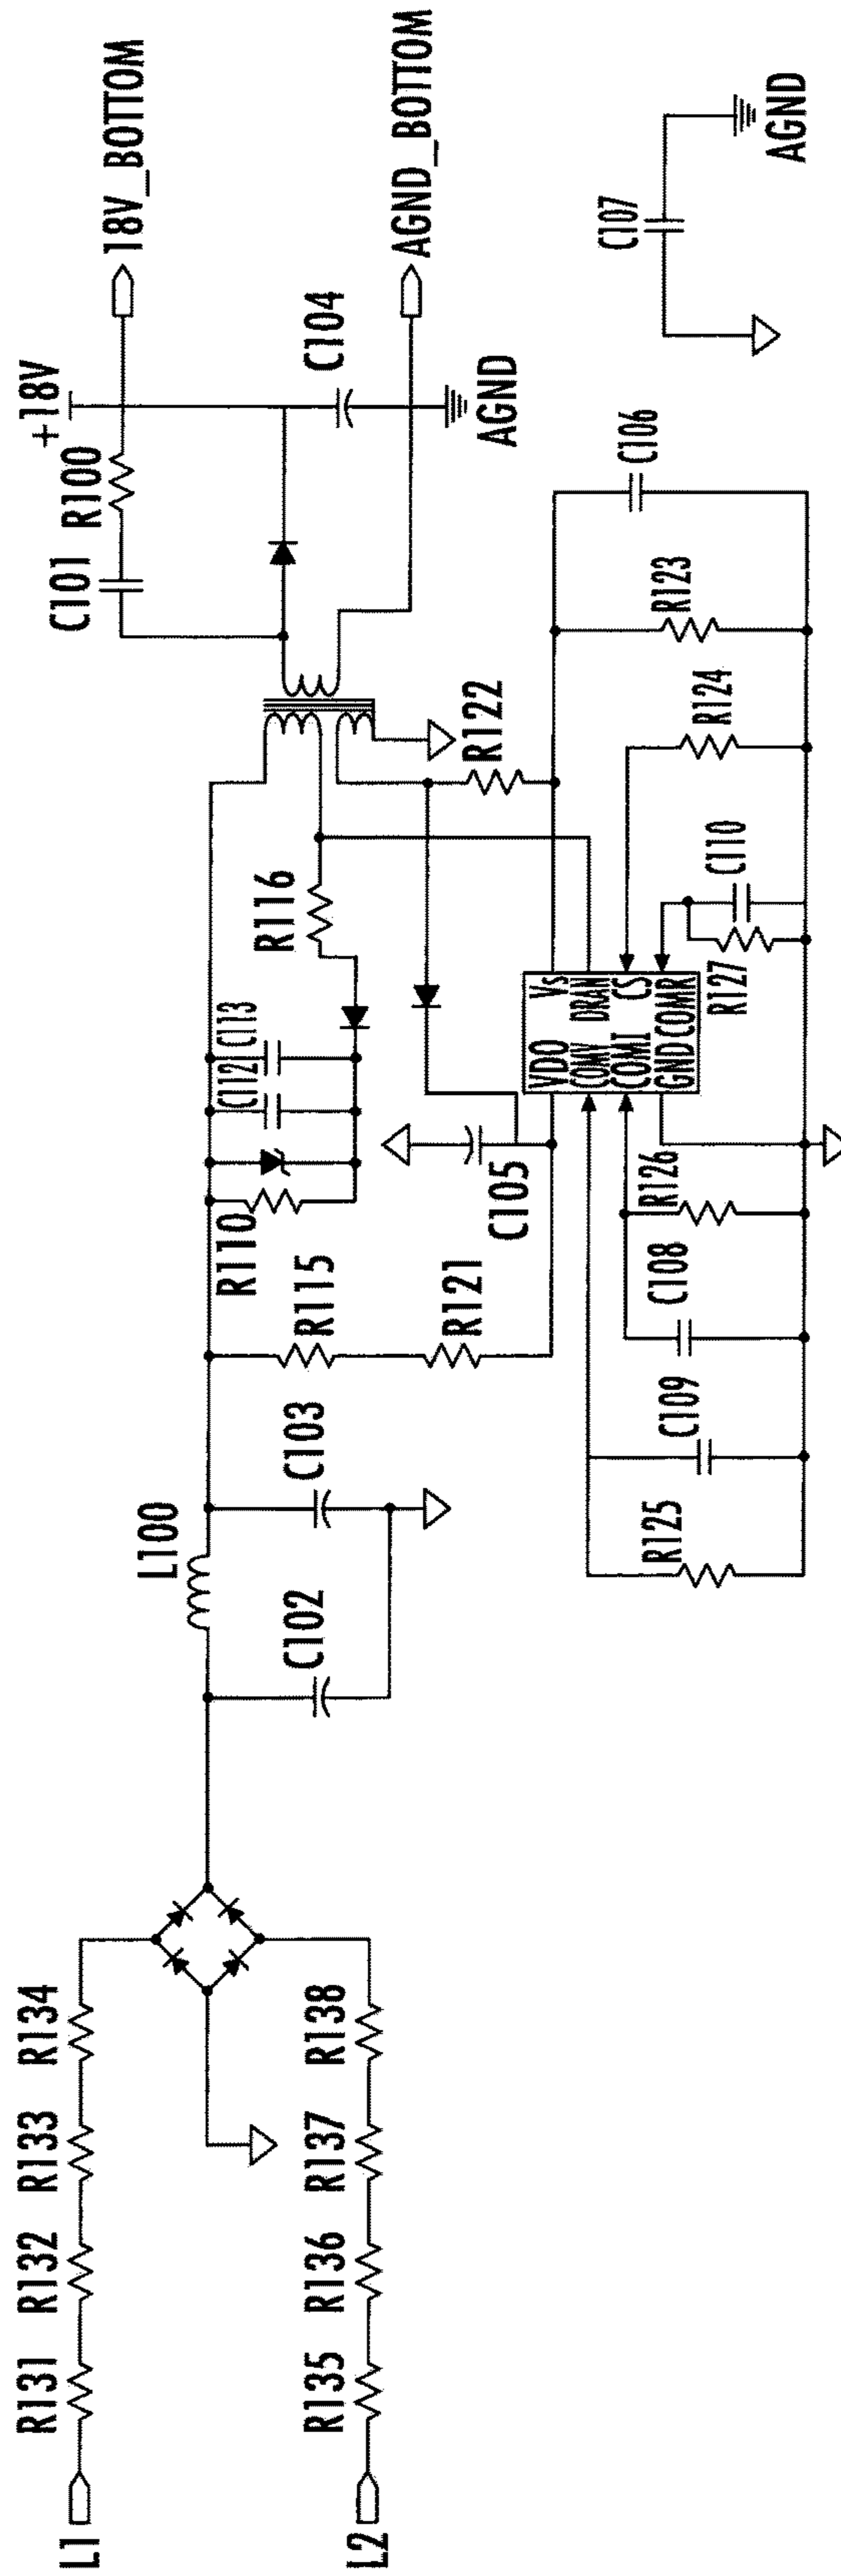 L1
R131
R132
R133
R134
L2
R135
R136
R137
R138
L100
C102
C103
R115
R121
R110
C112
C113
R116
C105
C101
R100
+18V
18V_BOTTOM
C104
AGND_BOTTOM
AGND
R122
VDO
Vs
COMV
DRAN
COMI
CS
GND
COMR
R125
C109
C108
R126
R127
C110
R124
R123
C106
C107
AGND